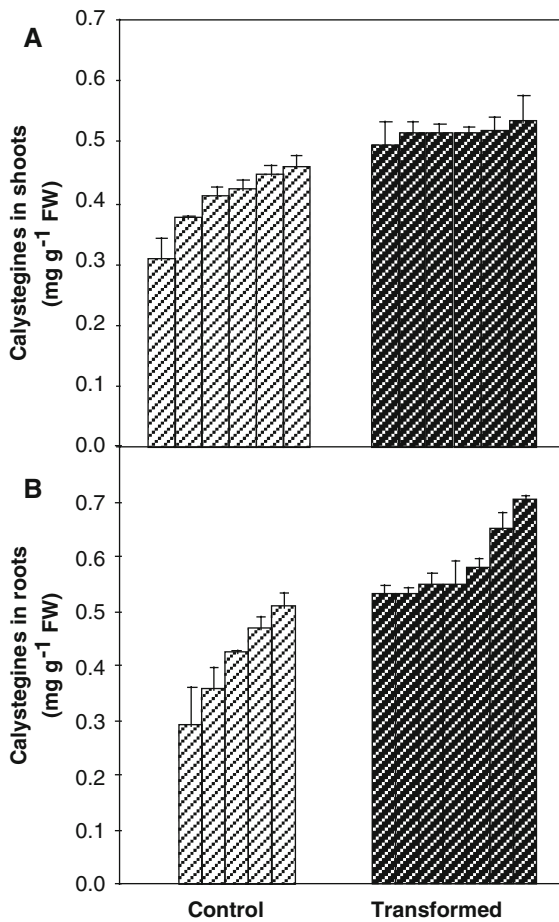 A
Calystegines in shoots
(mg g⁻¹ FW)
0.7
0.6
0.5
0.4
0.3
0.2
0.1
0.0
B
Calystegines in roots
(mg g⁻¹ FW)
0.7
0.6
0.5
0.4
0.3
0.2
0.1
0.0
Control Transformed